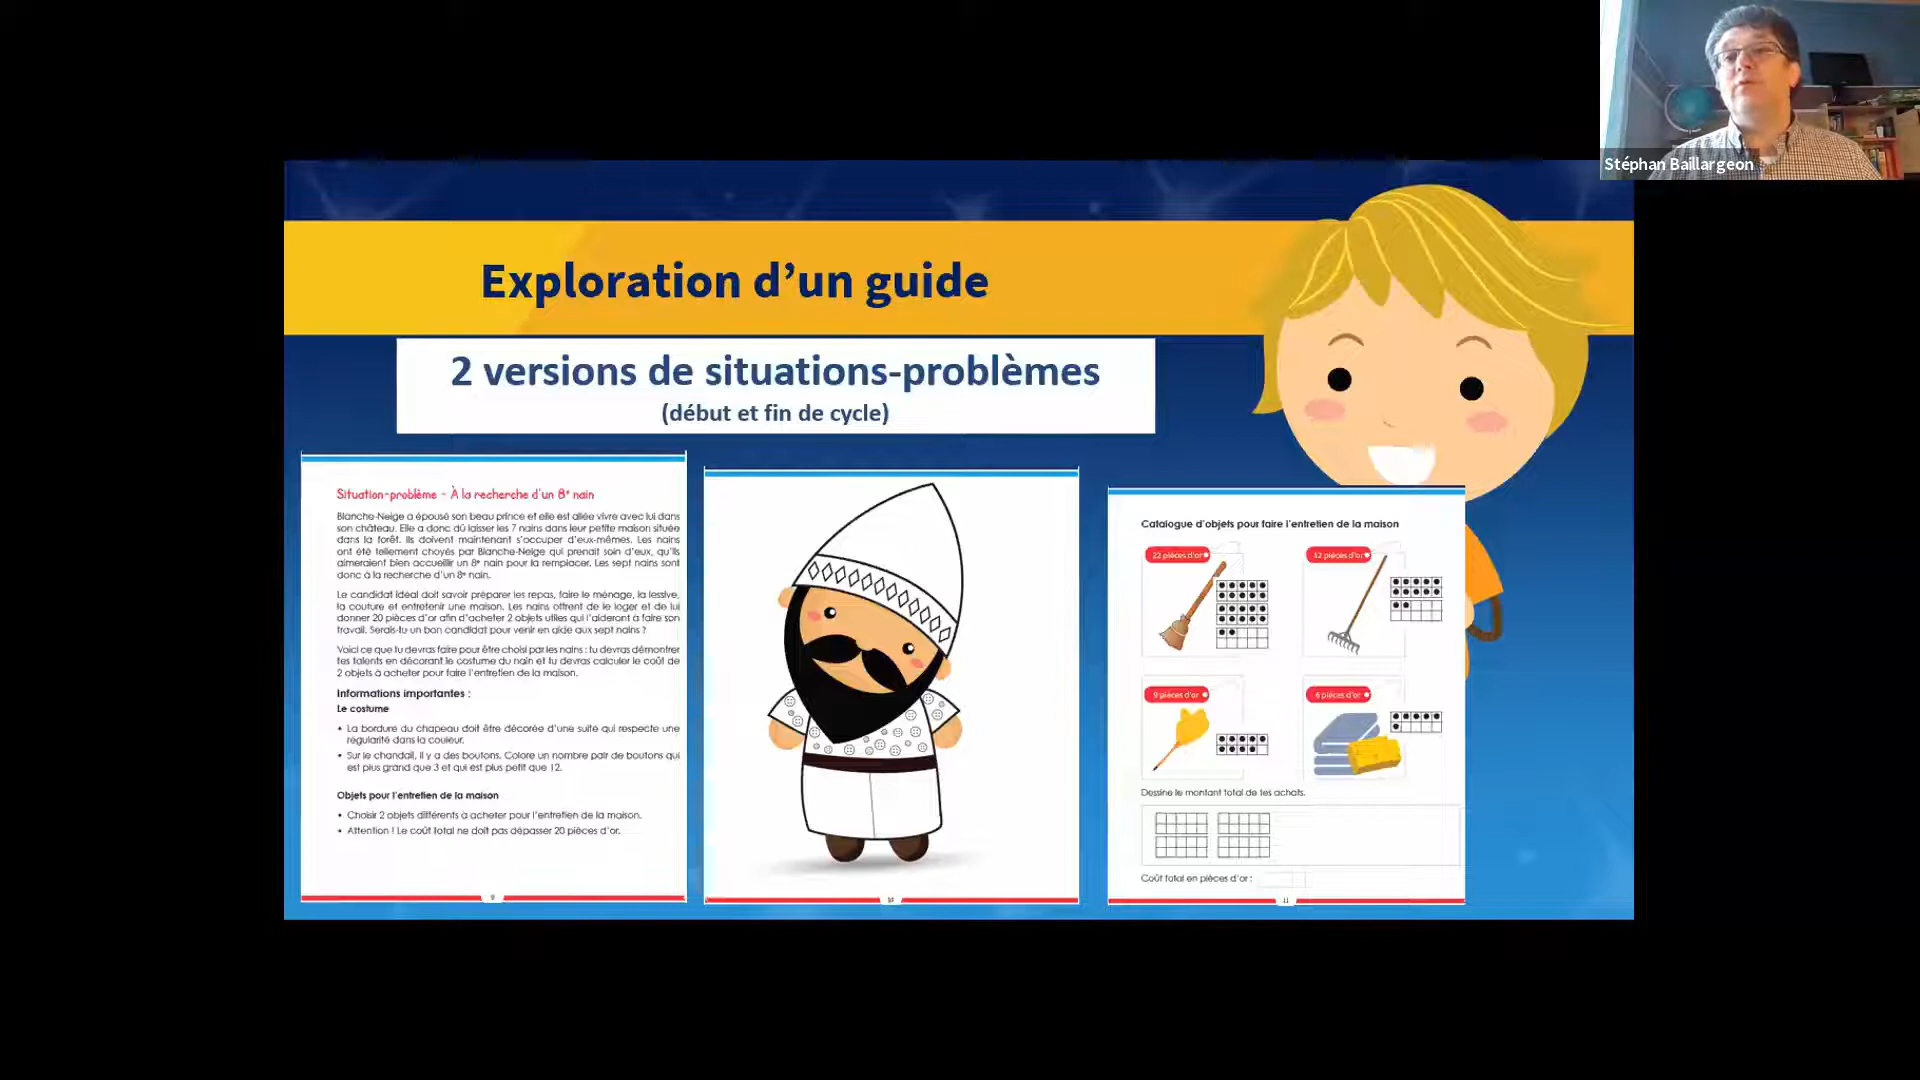 Stéphan Baillargeon
Exploration d'un guide
2 versions de situations-problèmes
(début et fin de cycle)
Situation-problème - À la recherche d'un 8e nain
Blanche-Neige a épousé son beau prince et elle est allée vivre avec lui dans
son château. Elle a donc dû laisser les 7 nains dans leur petite maison située
dans la forêt. Ils doivent maintenant s'occuper d'eux-mêmes. Les nains
ont été tellement choyés par Blanche-Neige qui prenait soin d'eux, qu'ils
aimeraient bien accueillir un 8e nain pour la remplacer. Les sept nains sont
donc à la recherche d'un 8e nain.
Le candidat idéal doit savoir préparer les repas, faire le ménage, la lessive,
la couture et entretenir une maison. Les nains offrent de le loger et de lui
donner 20 pièces d'or afin d'acheter 2 objets utiles qui l'aideront à faire son
travail. Serais-tu un bon candidat pour venir en aide aux sept nains ?
Voici ce que tu devras faire pour être choisi par les nains : tu devras démontrer
tes talents en décorant le costume du nain et tu devras calculer le coût de
2 objets à acheter pour faire l'entretien de la maison.
Informations importantes :
Le costume
• La bordure du chapeau doit être décorée d'une suite qui respecte une
régularité dans la couleur.
• Sur le chandail, il y a des boutons. Colore un nombre pair de boutons qui
est plus grand que 3 et qui est plus petit que 12.
Objets pour l'entretien de la maison
• Choisir 2 objets différents à acheter pour l'entretien de la maison.
• Attention ! Le coût total ne doit pas dépasser 20 pièces d'or.
9
10
Catalogue d'objets pour faire l'entretien de la maison
22 pièces d'or
12 pièces d'or
9 pièces d'or
6 pièces d'or
Dessine le montant total de tes achats.
Coût total en pièces d'or :
11